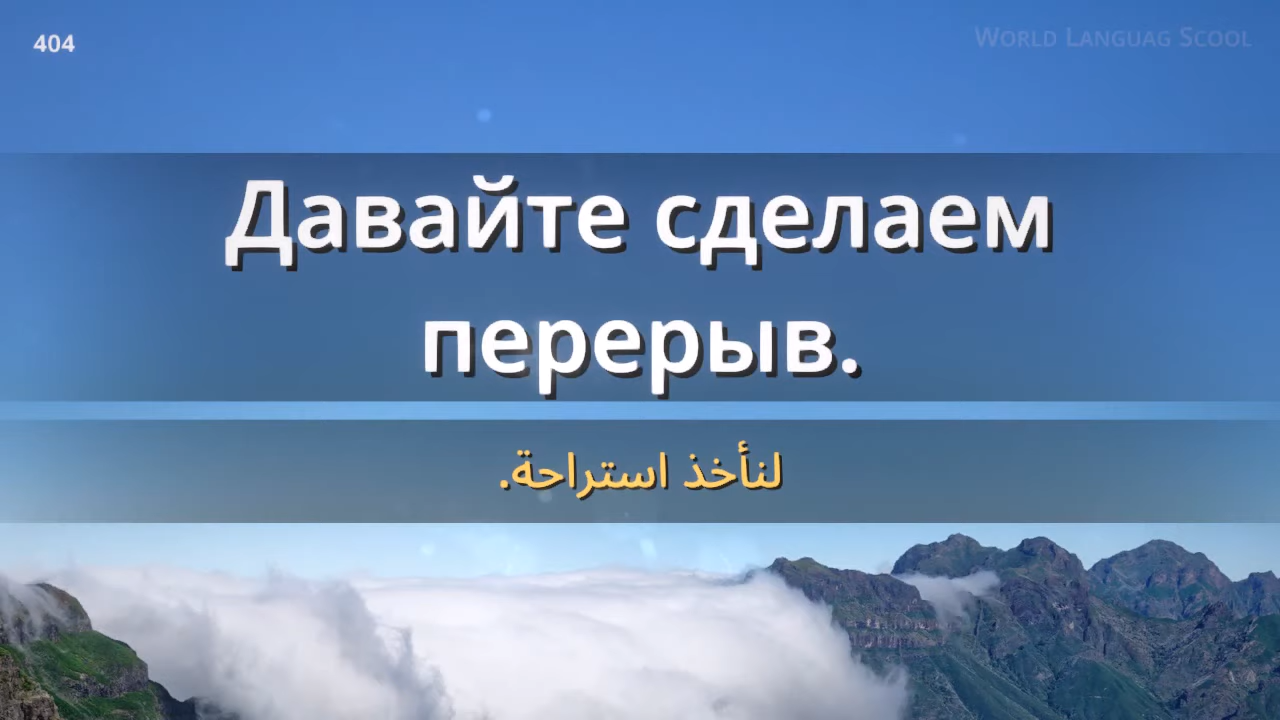 404
World Languag Scool
Давайте сделаем
перерыв.
لنأخذ استراحة.